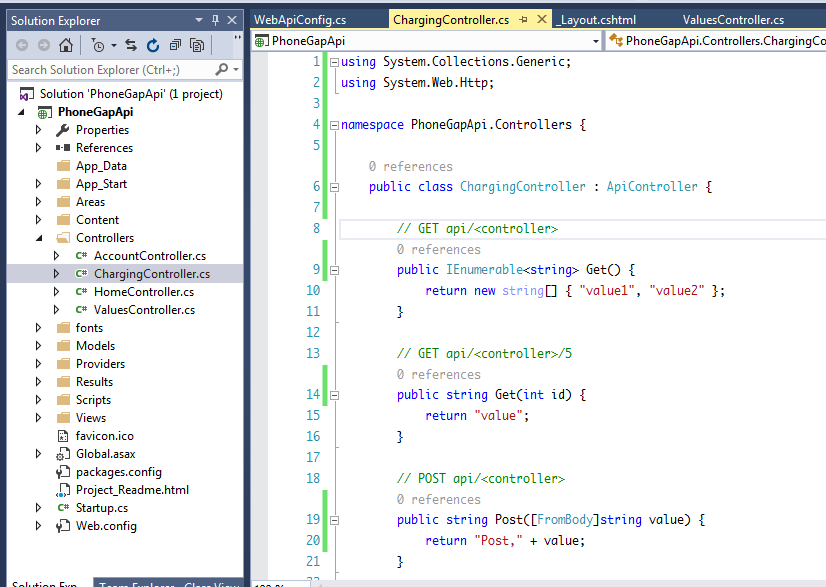 Solution Explorer
Search Solution Explorer (Ctrl+;)
Solution 'PhoneGapApi' (1 project)
PhoneGapApi
Properties
References
App_Data
App_Start
Areas
Content
Controllers
C# AccountController.cs
C# ChargingController.cs
C# HomeController.cs
C# ValuesController.cs
fonts
Models
Providers
Results
Scripts
Views
favicon.ico
Global.asax
packages.config
Project_Readme.html
C# Startup.cs
Web.config
WebApiConfig.cs ChargingController.cs _Layout.cshtml ValuesController.cs
PhoneGapApi PhoneGapApi.Controllers.ChargingCo
1 using System.Collections.Generic;
2 using System.Web.Http;
3
4 namespace PhoneGapApi.Controllers {
5
0 references
6 public class ChargingController : ApiController {
7
8 // GET api/<controller>
0 references
9 public IEnumerable<string> Get() {
10 return new string[] { "value1", "value2" };
11 }
12
13 // GET api/<controller>/5
0 references
14 public string Get(int id) {
15 return "value";
16 }
17
18 // POST api/<controller>
0 references
19 public string Post([FromBody]string value) {
20 return "Post," + value;
21 }